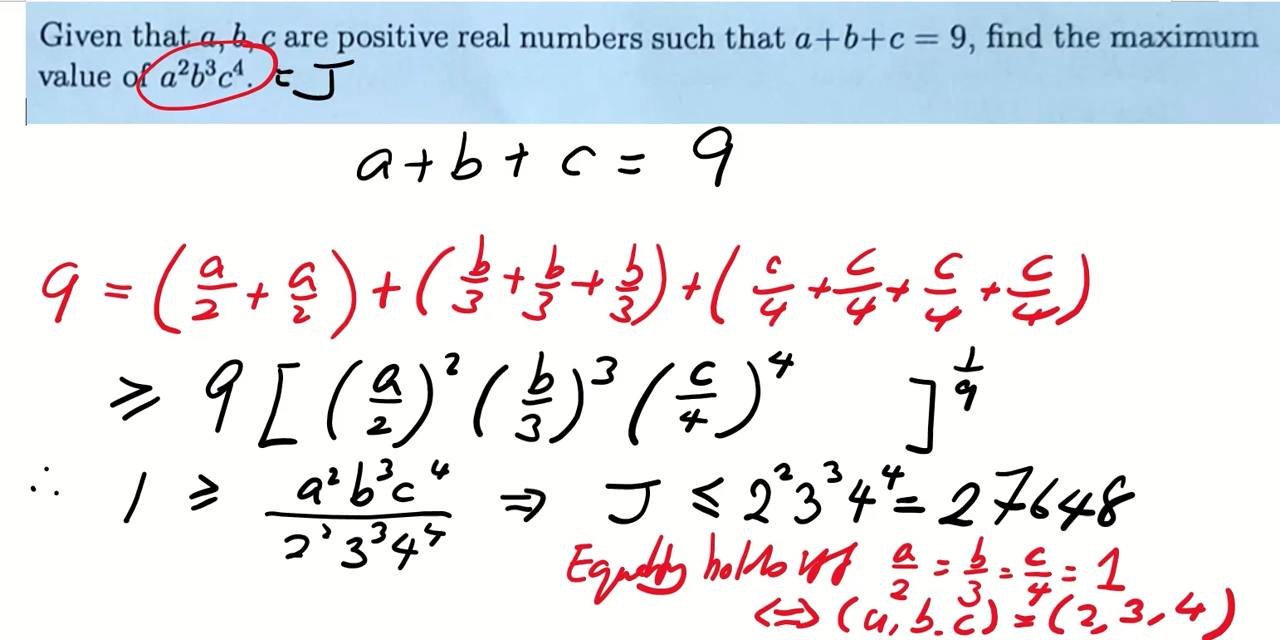 Given that a, b, c are positive real numbers such that a+b+c = 9, find the maximum
value of a²b³c⁴. = J
a + b + c = 9
9 = (a/2 + a/2) + (b/3 + b/3 + b/3) + (c/4 + c/4 + c/4 + c/4)
≥ 9 [ (a/2)² (b/3)³ (c/4)⁴ ]^(1/9)
∴ 1 ≥ a²b³c⁴ / 2²3³4⁴ ⇒ J ≤ 2²3³4⁴ = 27648
Equality holds iff a/2 = b/3 = c/4 = 1
⇔ (a, b, c) = (2, 3, 4)